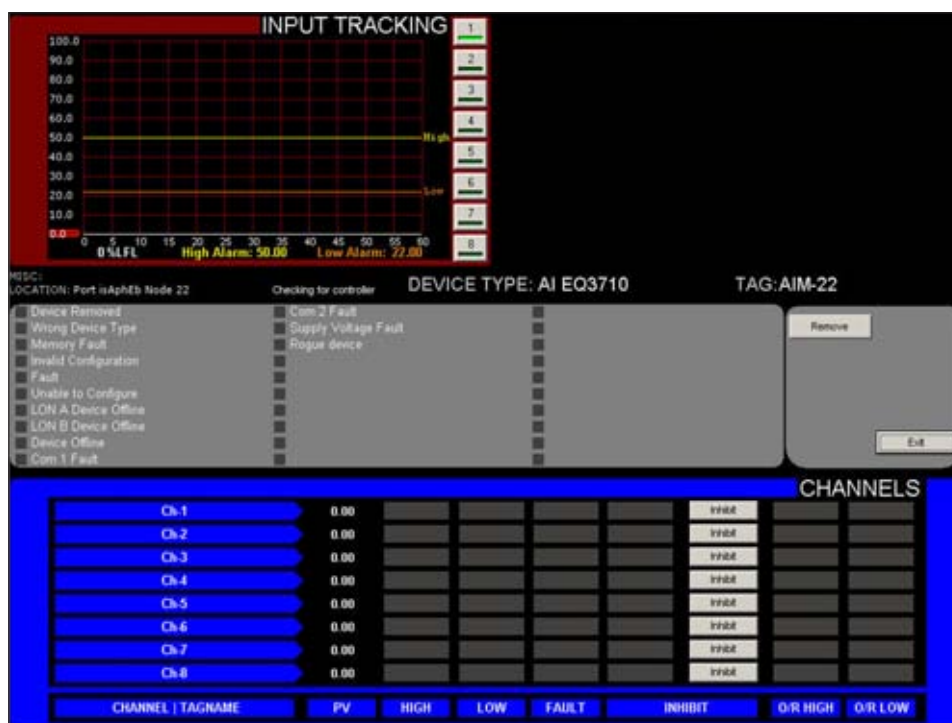 INPUT TRACKING
100.0
90.0
80.0
70.0
60.0
50.0
40.0
30.0
20.0
10.0
0.0
High
Low
0 5 10 15 20 25 30 35 40 45 50 55 60
0 %LFL High Alarm: 50.00 Low Alarm: 22.00
1
2
3
4
5
6
7
8
MISC:
LOCATION: Port isAphEb Node 22 Checking for controller DEVICE TYPE: AI EQ3710 TAG:AIM-22
Device Removed Com 2 Fault
Wrong Device Type Supply Voltage Fault
Memory Fault Rogue device
Invalid Configuration
Fault
Unable to Configure
LON A Device Offline
LON B Device Offline
Device Offline
Com 1 Fault
Remove
Exit
CHANNELS
Ch-1 0.00 Inhibit
Ch-2 0.00 Inhibit
Ch-3 0.00 Inhibit
Ch-4 0.00 Inhibit
Ch-5 0.00 Inhibit
Ch-6 0.00 Inhibit
Ch-7 0.00 Inhibit
Ch-8 0.00 Inhibit
CHANNEL | TAGNAME PV HIGH LOW FAULT INHIBIT O/R HIGH O/R LOW